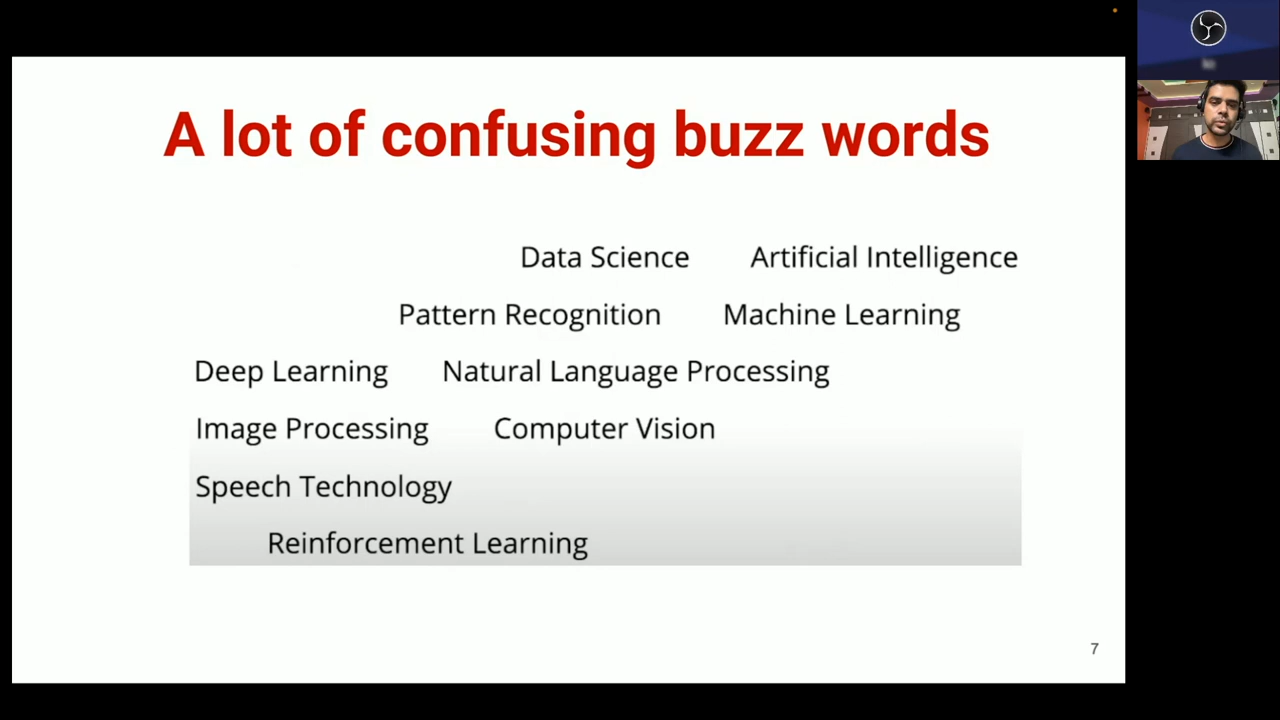 A lot of confusing buzz words
Data Science Artificial Intelligence
Pattern Recognition Machine Learning
Deep Learning Natural Language Processing
Image Processing Computer Vision
Speech Technology
Reinforcement Learning
7